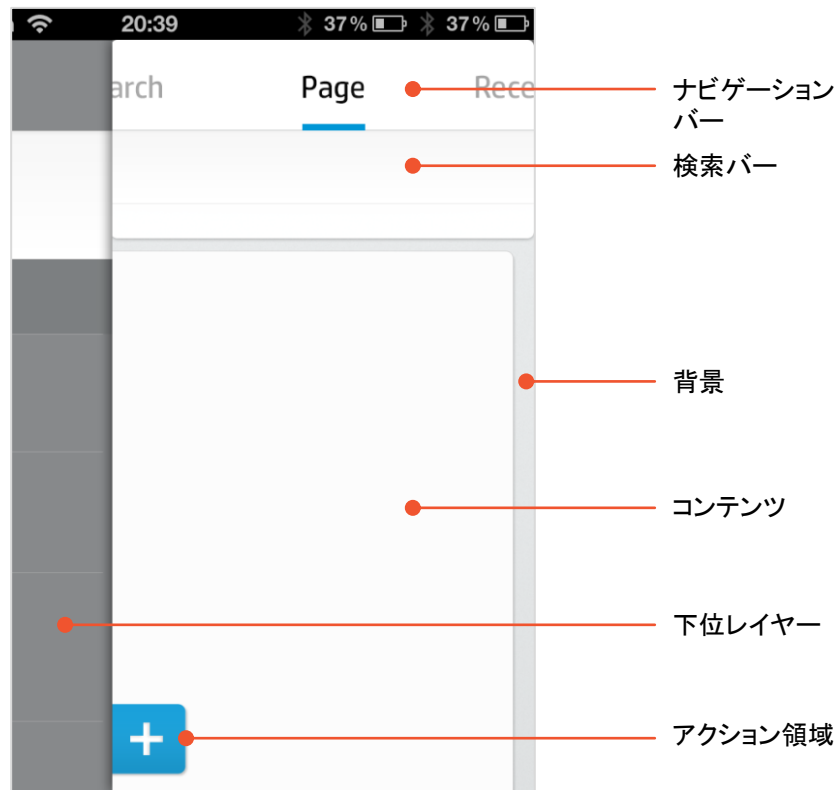 20:39 37% 37%
arch Page Rece
ナビゲーション
バー
検索バー
背景
コンテンツ
下位レイヤー
アクション領域